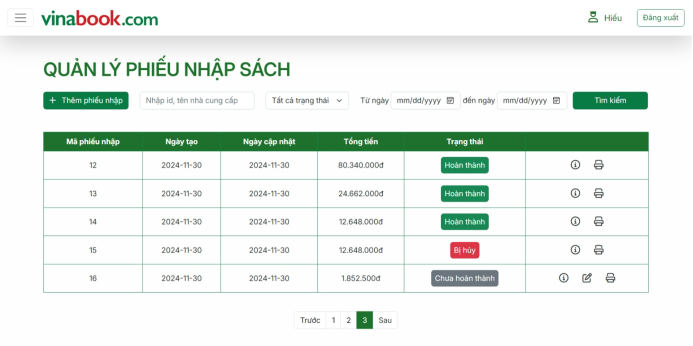 vinabook.com
Hiếu
Đăng xuất
QUẢN LÝ PHIẾU NHẬP SÁCH
+ Thêm phiếu nhập Nhập id, tên nhà cung cấp Tất cả trạng thái Từ ngày mm/dd/yyyy đến ngày mm/dd/yyyy Tìm kiếm
Mã phiếu nhập Ngày tạo Ngày cập nhật Tổng tiền Trạng thái
12 2024-11-30 2024-11-30 80.340.000đ Hoàn thành
13 2024-11-30 2024-11-30 24.662.000đ Hoàn thành
14 2024-11-30 2024-11-30 12.648.000đ Hoàn thành
15 2024-11-30 2024-11-30 12.648.000đ Bị hủy
16 2024-11-30 2024-11-30 1.852.500đ Chưa hoàn thành
Trước 1 2 3 Sau